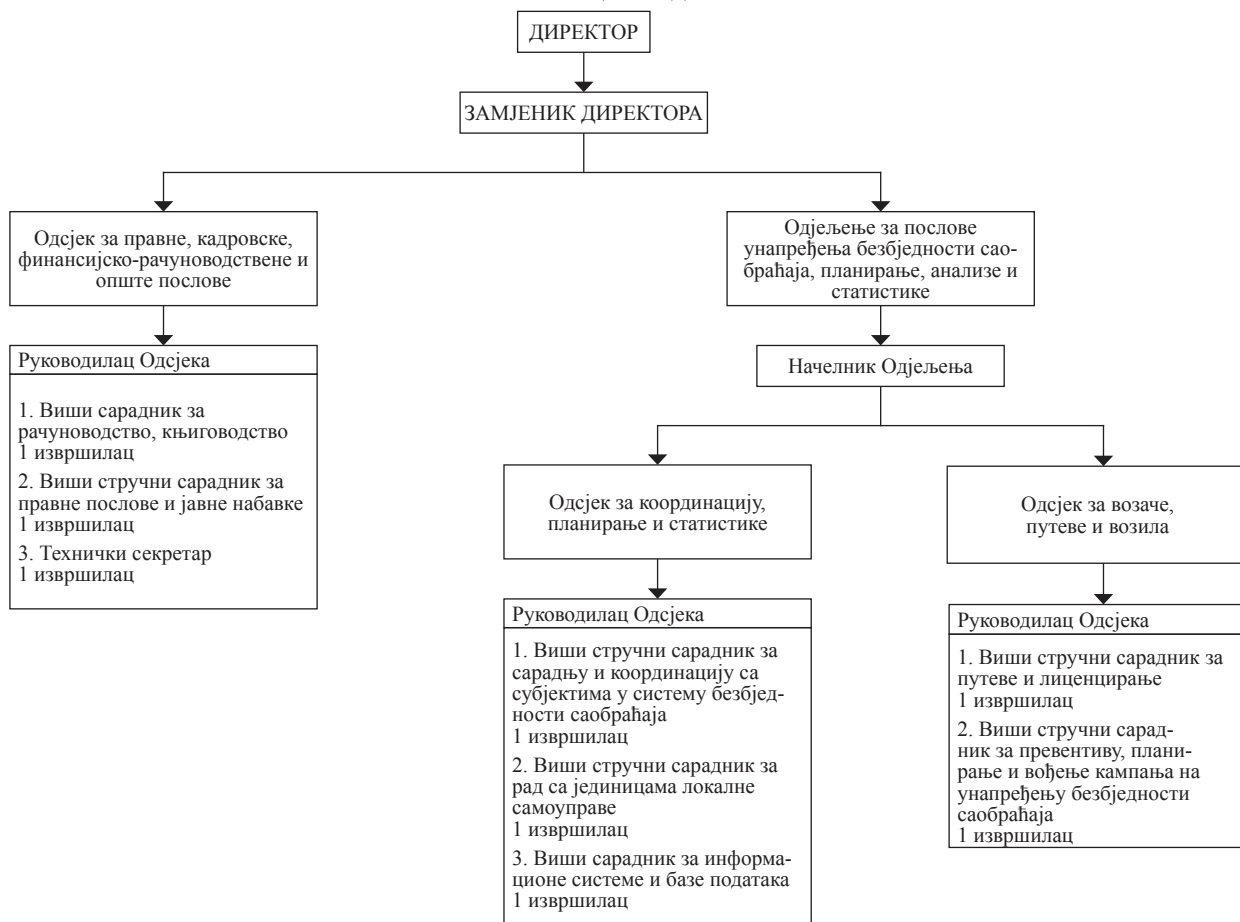 ДИРЕКТОР
ЗАМЈЕНИК ДИРЕКТОРА
Одсјек за правне, кадровске,
финансијско-рачуноводствене и
опште послове
Руководилац Одсјека
1. Виши сарадник за
рачуноводство, књиговодство
1 извршилац
2. Виши стручни сарадник за
правне послове и јавне набавке
1 извршилац
3. Технички секретар
1 извршилац
Одјељење за послове
унапређења безбједности сао-
браћаја, планирање, анализе и
статистике
Начелник Одјељења
Одсјек за координацију,
планирање и статистике
Руководилац Одсјека
1. Виши стручни сарадник за
сарадњу и координацију са
субјектима у систему безбјед-
ности саобраћаја
1 извршилац
2. Виши стручни сарадник за
рад са јединицама локалне
самоуправе
1 извршилац
3. Виши сарадник за информа-
ционе системе и базе података
1 извршилац
Одсјек за возаче,
путеве и возила
Руководилац Одсјека
1. Виши стручни сарадник за
путеве и лиценцирање
1 извршилац
2. Виши стручни сарад-
ник за превентиву, плани-
рање и вођење кампања на
унапређењу безбједности
саобраћаја
1 извршилац